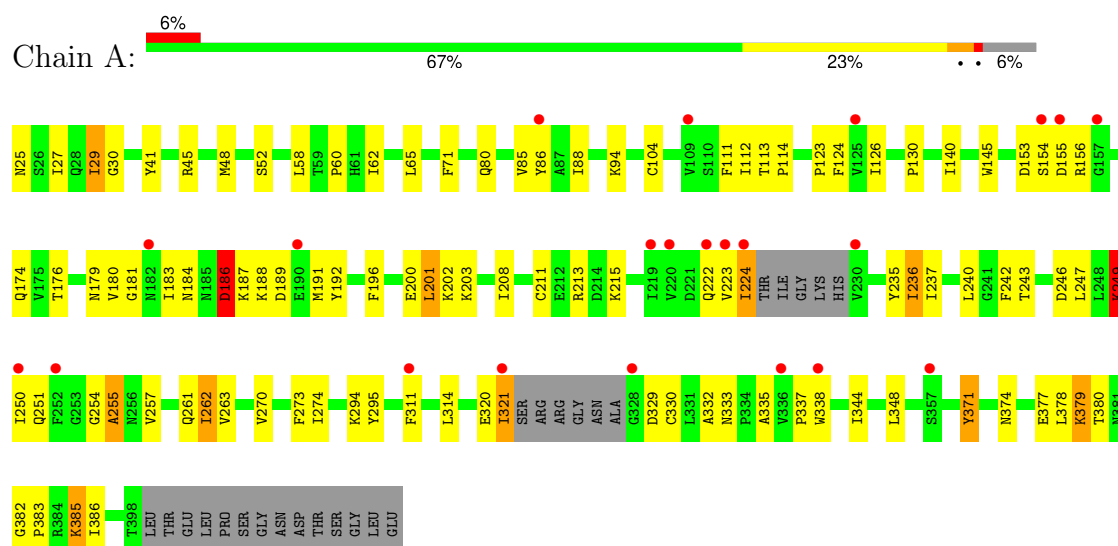 6%
Chain A:
67% 23% • • 6%
N25 S26 I27 Q28 I29 G30 Y41 R45 M48 S52 L58 T59 P60 H61 I62 L65 F71 Q80 V85 Y86 A87 I88 K94 C104 V109 S110 F111 I112 T113 P114 P123 F124 V125 I126 P130 I140 W145 D153 S154 D155 R156 G157
Q174 V175 T176 N179 V180 G181 N182 I183 N184 N185 D186 K187 K188 D189 E190 M191 Y192 F196 E200 L201 K202 K203 I208 C211 E212 R213 D214 K215 I219 V220 D221 Q222 V223 I224 THR ILE GLY LYS HIS V230 Y235 I236 I237 L240 G241 F242 T243 D246 L247 L248 K249
I250 Q251 F252 G253 G254 A255 N256 V257 Q261 I262 V263 V270 F273 I274 K294 Y295 F311 L314 E320 I321 SER ARG ARG GLY ASN ALA G328 D329 C330 L331 A332 N333 P334 A335 V336 P337 W338 I344 L348 S357 Y371 N374 E377 L378 K379 T380 N381
G382 P383 R384 K385 I386 T398 LEU THR GLU LEU PRO SER GLY ASN ASP THR SER GLY LEU GLU